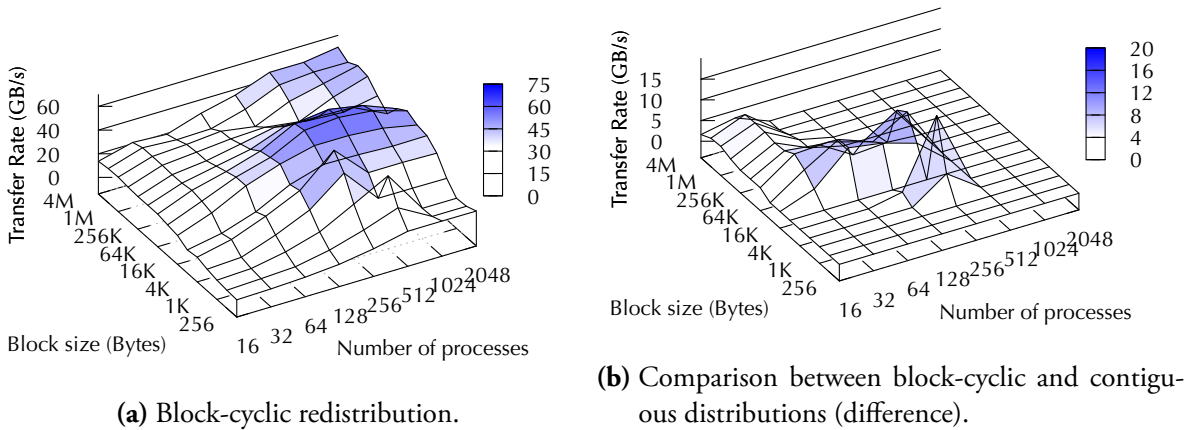 Transfer Rate (GB/s)
60
40
20
0
4M
1M
256K
64K
16K
4K
1K
256
Block size (Bytes)
16
32
64
128
256
512
1024
2048
Number of processes
75
60
45
30
15
0
(a) Block-cyclic redistribution.
Transfer Rate (GB/s)
15
10
5
0
4M
1M
256K
64K
16K
4K
1K
256
Block size (Bytes)
16
32
64
128
256
512
1024
2048
Number of processes
20
16
12
8
4
0
(b) Comparison between block-cyclic and contigu-
ous distributions (difference).